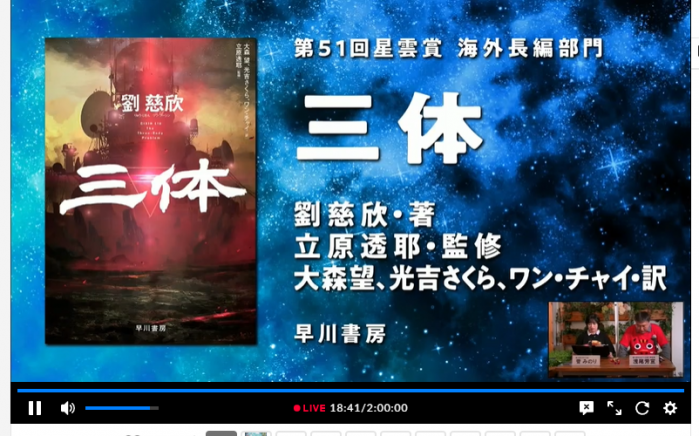 第51回星雲賞 海外長編部門
三体
劉慈欣・著
立原透耶・監修
大森望、光吉さくら、ワン・チャイ・訳
早川書房
大森望、光吉さくら、ワン・チャイ＝訳
立原透耶＝監修
劉慈欣
三体
早川書房
LIVE 18:41/2:00:00